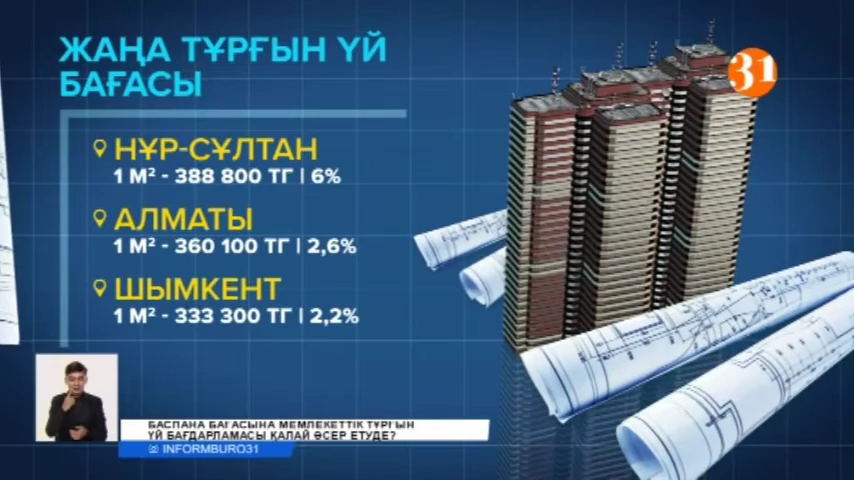 ЖАҢА ТҰРҒЫН ҮЙ
БАҒАСЫ
31
НҰР-СҰЛТАН
1 М² - 388 800 ТГ | 6%
АЛМАТЫ
1 М² - 360 100 ТГ | 2,6%
ШЫМКЕНТ
1 М² - 333 300 ТГ | 2,2%
БАСПАНА БАҒАСЫНА МЕМЛЕКЕТТІК ТҰРҒЫН
ҮЙ БАҒДАРЛАМАСЫ ҚАЛАЙ ӘСЕР ЕТУДЕ?
INFORMBURO31